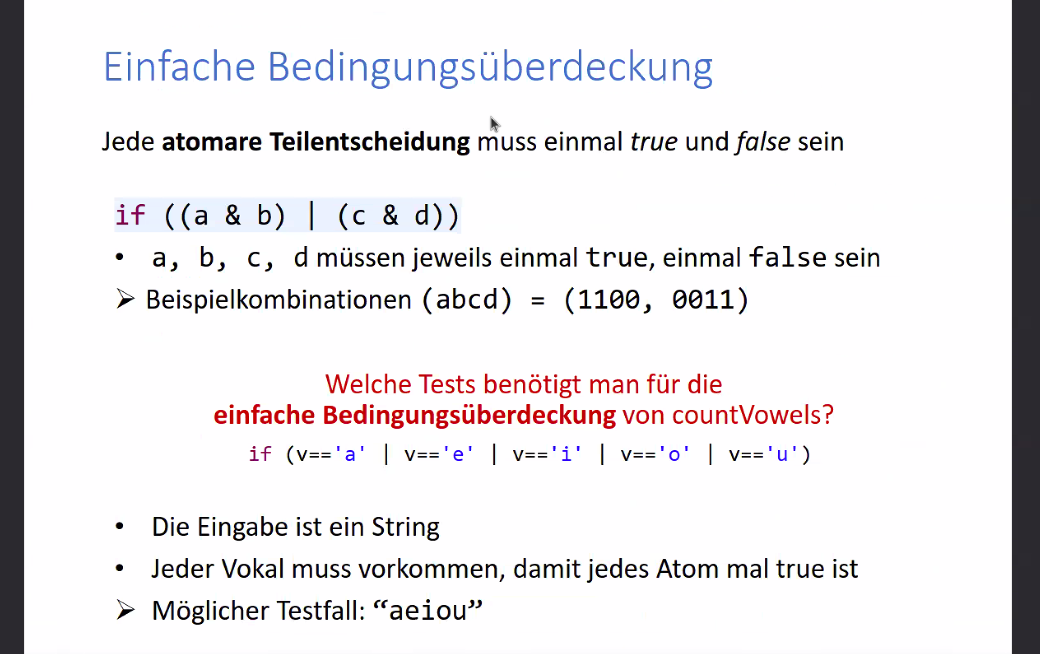 Einfache Bedingungsüberdeckung
Jede atomare Teilentscheidung muss einmal true und false sein
if ((a & b) | (c & d))
• a, b, c, d müssen jeweils einmal true, einmal false sein
➢ Beispielkombinationen (abcd) = (1100, 0011)
Welche Tests benötigt man für die
einfache Bedingungsüberdeckung von countVowels?
if (v=='a' | v=='e' | v=='i' | v=='o' | v=='u')
• Die Eingabe ist ein String
• Jeder Vokal muss vorkommen, damit jedes Atom mal true ist
➢ Möglicher Testfall: “aeiou”